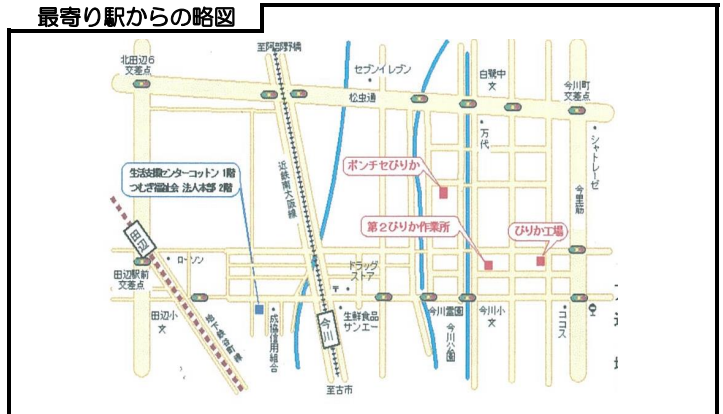 最寄り駅からの略図
至阿部野橋
北田辺6
交差点
セブンイレブン
白鷺中
文
今川町
交差点
松虫通
万代
シャトレーゼ
生活支援センターコットン 1階
つむぎ福祉会 法人本部 2階
近鉄南大阪線
ポンチセぴりか
今里筋
第2ぴりか作業所
ぴりか工場
田辺
ローソン
田辺駅前
交差点
ドラッグ
ストア
〒
田辺小
文
地下鉄谷町線
成協信用組合
今川
生鮮食品
サンエー
今川霊園
今川公園
今川小
文
ココス
至古市